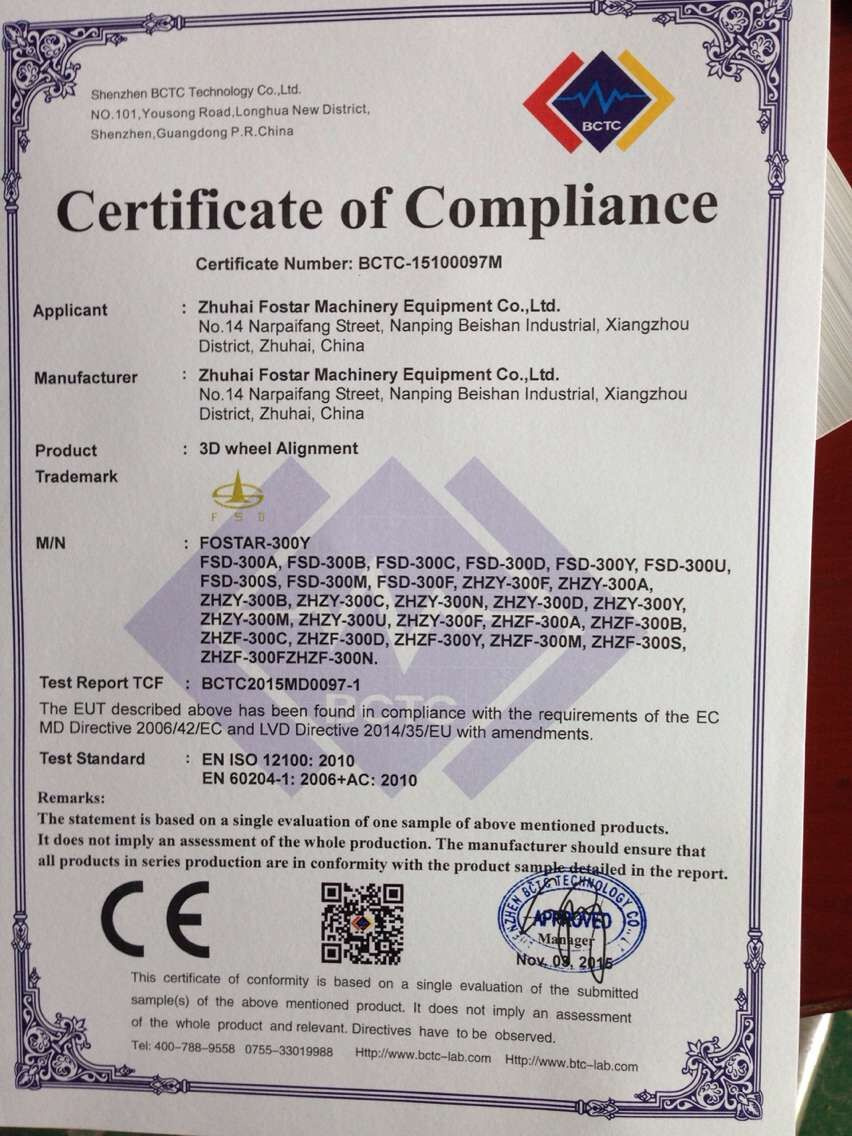 Shenzhen BCTC Technology Co.,Ltd.
NO.101,Yousong Road,Longhua New District,
Shenzhen,Guangdong P.R.China
BCTC
Certificate of Compliance
Certificate Number: BCTC-15100097M
Applicant : Zhuhai Fostar Machinery Equipment Co.,Ltd.
No.14 Narpaifang Street, Nanping Beishan Industrial, Xiangzhou
District, Zhuhai, China
Manufacturer : Zhuhai Fostar Machinery Equipment Co.,Ltd.
No.14 Narpaifang Street, Nanping Beishan Industrial, Xiangzhou
District, Zhuhai, China
Product : 3D wheel Alignment
Trademark :
FSD
M/N : FOSTAR-300Y
FSD-300A, FSD-300B, FSD-300C, FSD-300D, FSD-300Y, FSD-300U,
FSD-300S, FSD-300M, FSD-300F, ZHZY-300F, ZHZY-300A,
ZHZY-300B, ZHZY-300C, ZHZY-300N, ZHZY-300D, ZHZY-300Y,
ZHZY-300M, ZHZY-300U, ZHZY-300F, ZHZF-300A, ZHZF-300B,
ZHZF-300C, ZHZF-300D, ZHZF-300Y, ZHZF-300M, ZHZF-300S,
ZHZF-300FZHZF-300N.
Test Report TCF : BCTC2015MD0097-1
BCTC
The EUT described above has been found in compliance with the requirements of the EC
MD Directive 2006/42/EC and LVD Directive 2014/35/EU with amendments.
Test Standard : EN ISO 12100: 2010
EN 60204-1: 2006+AC: 2010
Remarks:
The statement is based on a single evaluation of one sample of above mentioned products.
It does not imply an assessment of the whole production. The manufacturer should ensure that
all products in series production are in conformity with the product sample detailed in the report.
CE
SHENZHEN BCTC TECHNOLOGY CO.,
APPROVED
Manager
Nov. 09, 2015
This certificate of conformity is based on a single evaluation of the submitted
sample(s) of the above mentioned product. It does not imply an assessment
of the whole product and relevant. Directives have to be observed.
Tel: 400-788-9558 0755-33019988 Http://www.bctc-lab.com Http://www.btc-lab.com